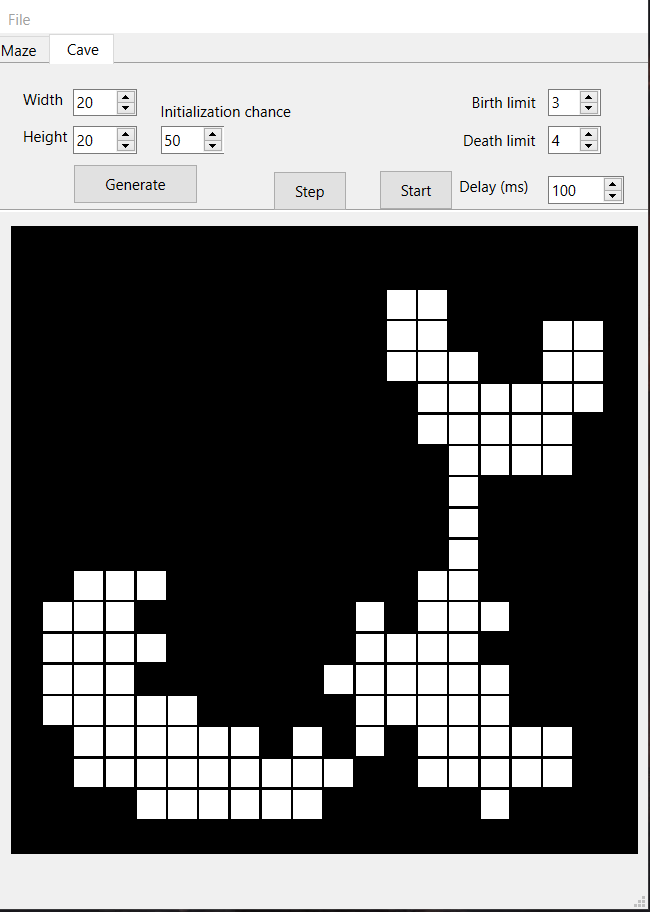 File
Maze Cave
Width 20 Initialization chance Birth limit 3
Height 20 50 Death limit 4
Generate Step Start Delay (ms) 100